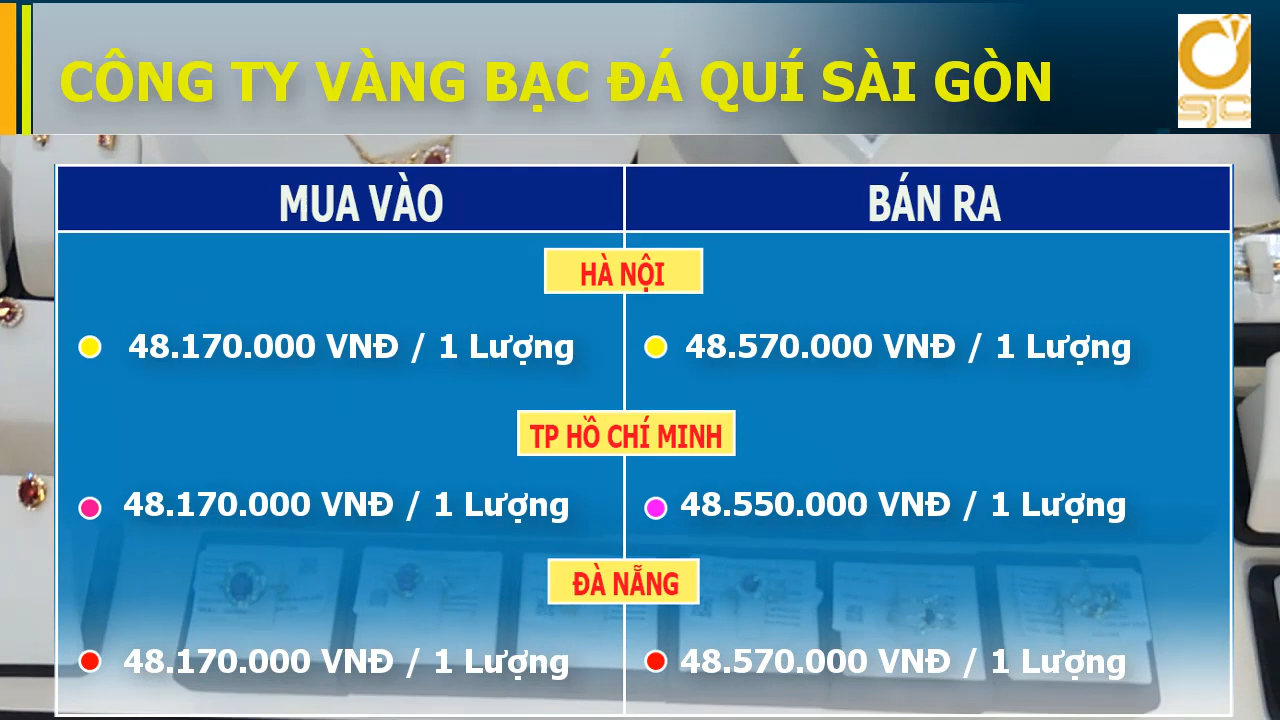 CÔNG TY VÀNG BẠC ĐÁ QUÍ SÀI GÒN
SJC
MUA VÀO BÁN RA
HÀ NỘI
48.170.000 VNĐ / 1 Lượng 48.570.000 VNĐ / 1 Lượng
TP HỒ CHÍ MINH
48.170.000 VNĐ / 1 Lượng 48.550.000 VNĐ / 1 Lượng
ĐÀ NẴNG
48.170.000 VNĐ / 1 Lượng 48.570.000 VNĐ / 1 Lượng